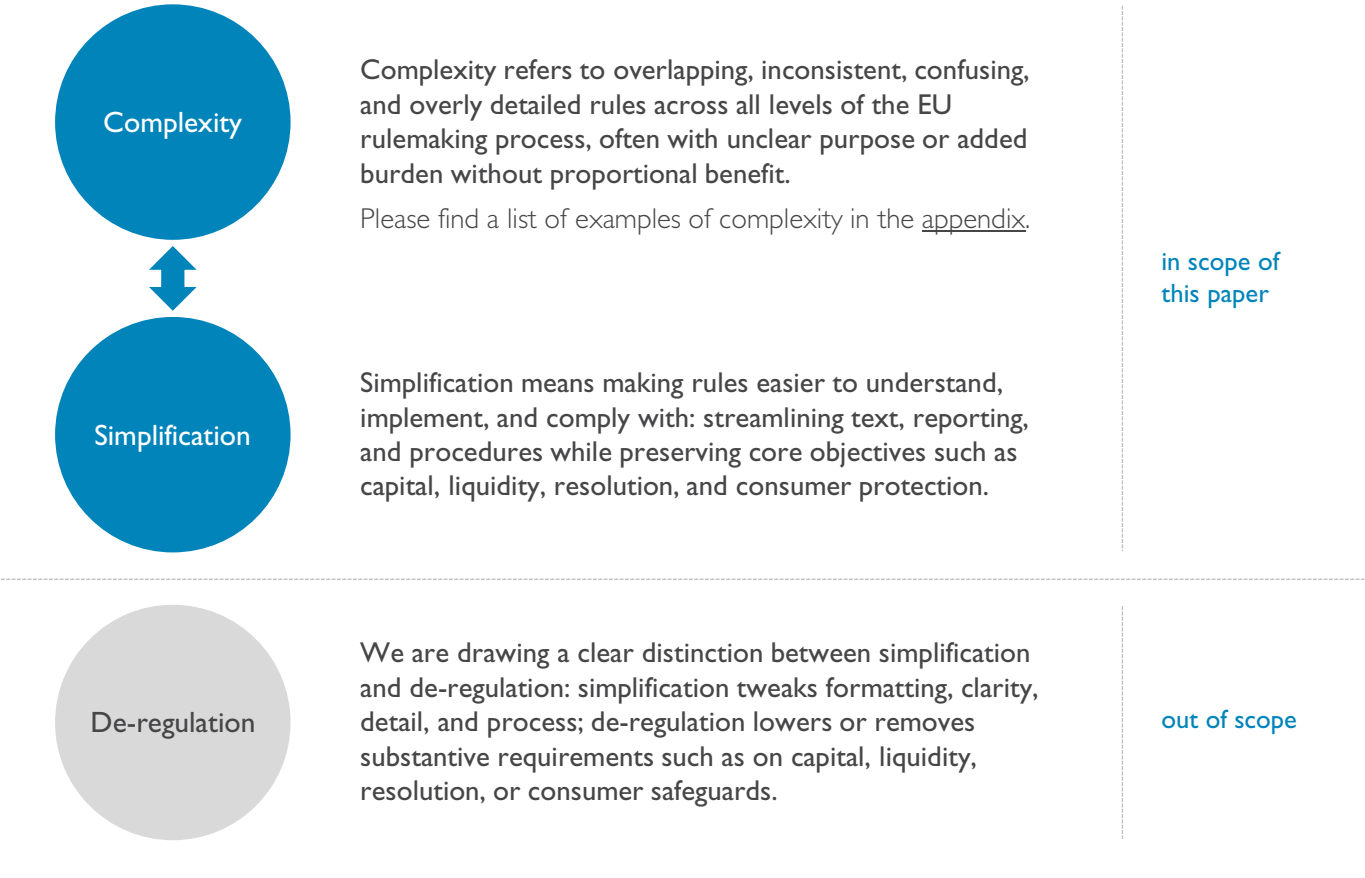 Complexity
Complexity refers to overlapping, inconsistent, confusing,
and overly detailed rules across all levels of the EU
rulemaking process, often with unclear purpose or added
burden without proportional benefit.
Please find a list of examples of complexity in the appendix.
in scope of
this paper
Simplification
Simplification means making rules easier to understand,
implement, and comply with: streamlining text, reporting,
and procedures while preserving core objectives such as
capital, liquidity, resolution, and consumer protection.
De-regulation
We are drawing a clear distinction between simplification
and de-regulation: simplification tweaks formatting, clarity,
detail, and process; de-regulation lowers or removes
substantive requirements such as on capital, liquidity,
resolution, or consumer safeguards.
out of scope